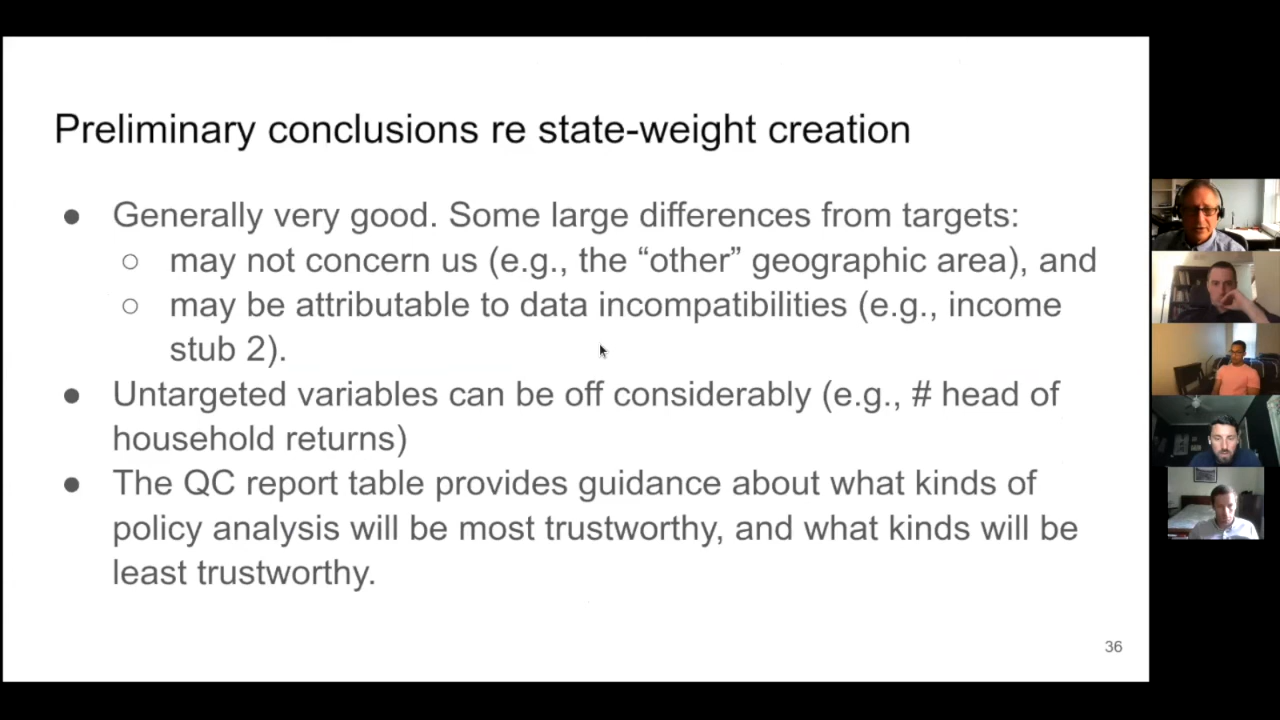 Preliminary conclusions re state-weight creation
● Generally very good. Some large differences from targets:
○ may not concern us (e.g., the “other” geographic area), and
○ may be attributable to data incompatibilities (e.g., income
stub 2).
● Untargeted variables can be off considerably (e.g., # head of
household returns)
● The QC report table provides guidance about what kinds of
policy analysis will be most trustworthy, and what kinds will be
least trustworthy.
36